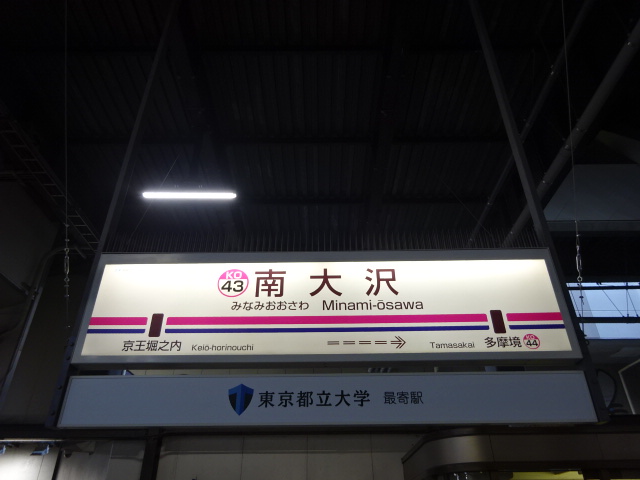 KO
43
南大沢
みなみおおさわ Minami-ōsawa
京王堀之内 Keiō-horinouchi
Tamasakai 多摩境 KO 44
東京都立大学 最寄駅